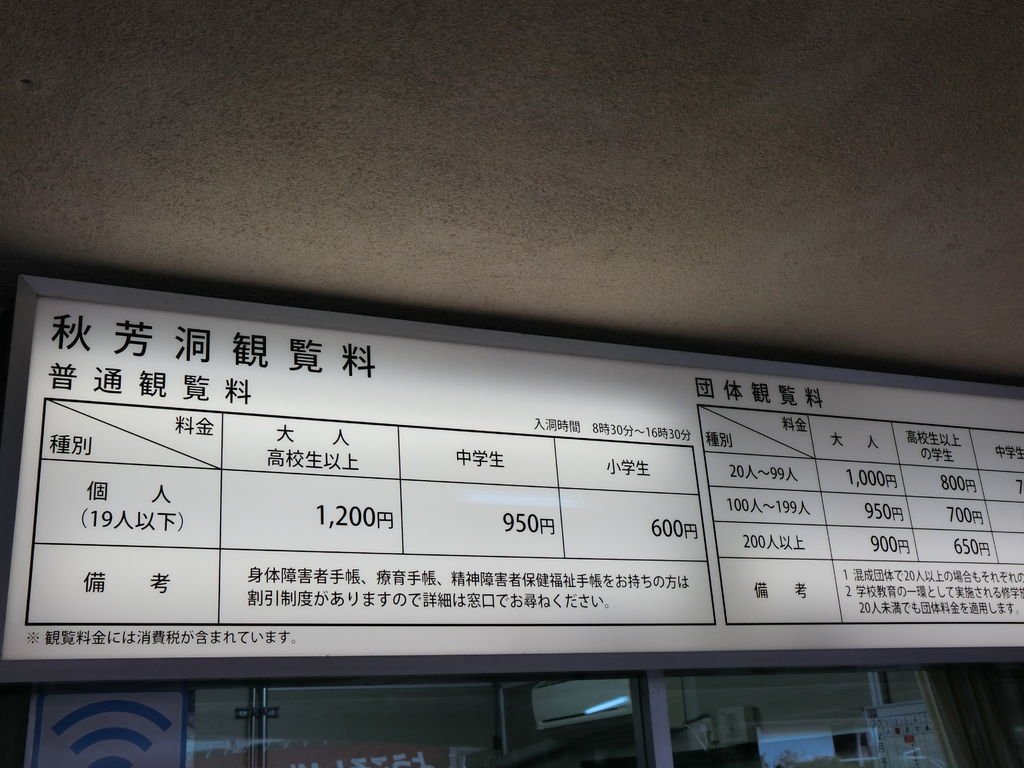 秋芳洞観覧料
普通観覧料
入洞時間 8時30分～16時30分
料金
種別
大人
高校生以上
中学生
小学生
個人
（19人以下）
1,200円
950円
600円
備考
身体障害者手帳、療育手帳、精神障害者保健福祉手帳をお持ちの方は
割引制度がありますので詳細は窓口でお尋ねください。
※ 観覧料金には消費税が含まれています。
団体観覧料
料金
種別
大人
高校生以上
の学生
中学
20人～99人
1,000円
800円
7
100人～199人
950円
700円
200人以上
900円
650円
備考
1 混成団体で20人以上の場合もそれぞれの
2 学校教育の一環として実施される修学旅
20人未満でも団体料金を適用します。